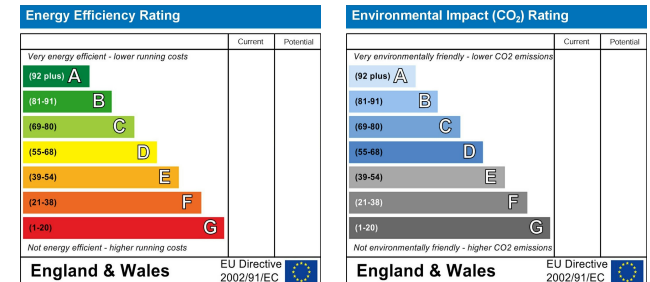 Energy Efficiency Rating
Current Potential
Very energy efficient - lower running costs
(92 plus) A
(81-91) B
(69-80) C
(55-68) D
(39-54) E
(21-38) F
(1-20) G
Not energy efficient - higher running costs
England & Wales
EU Directive
2002/91/EC
Environmental Impact (CO₂) Rating
Current Potential
Very environmentally friendly - lower CO2 emissions
(92 plus) A
(81-91) B
(69-80) C
(55-68) D
(39-54) E
(21-38) F
(1-20) G
Not environmentally friendly - higher CO2 emissions
England & Wales
EU Directive
2002/91/EC